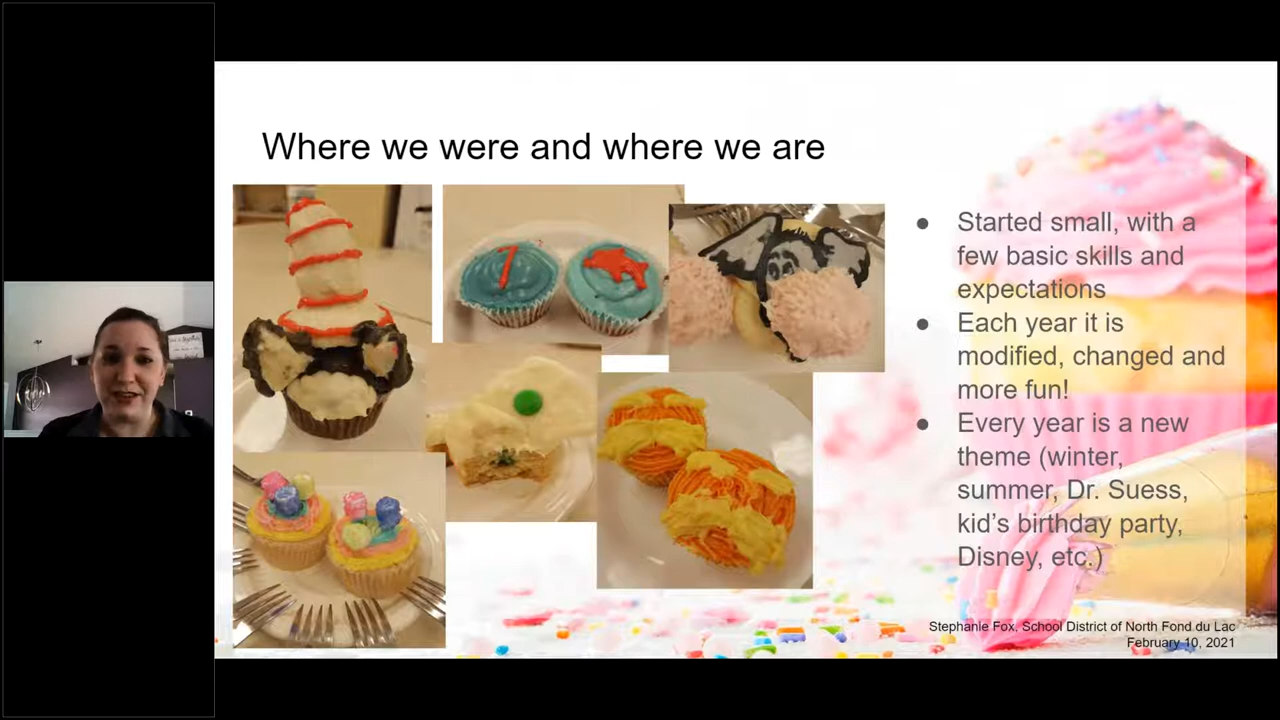 Where we were and where we are
7
● Started small, with a
few basic skills and
expectations
● Each year it is
modified, changed and
more fun!
● Every year is a new
theme (winter,
summer, Dr. Suess,
kid’s birthday party,
Disney, etc.)
Stephanie Fox, School District of North Fond du Lac
February 10, 2021